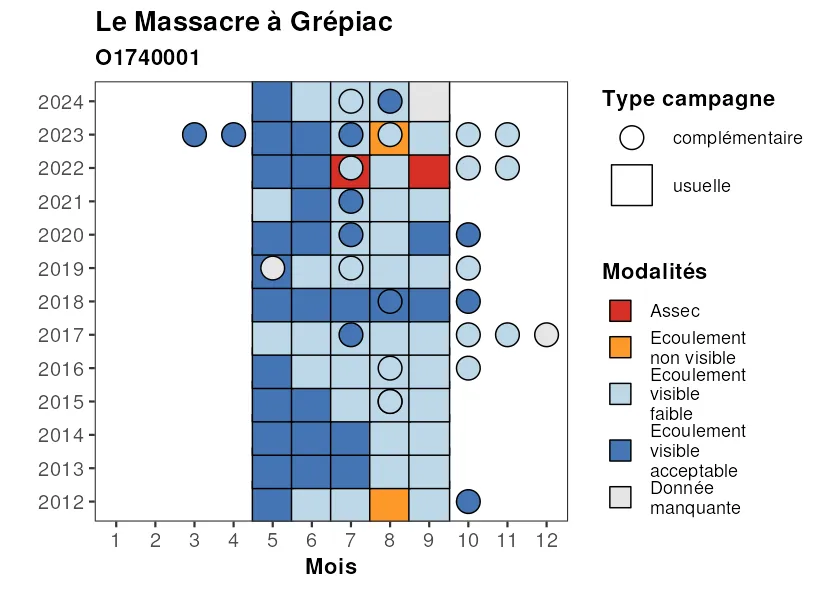 Le Massacre à Grépiac
O1740001
2024
2023
2022
2021
2020
2019
2018
2017
2016
2015
2014
2013
2012
1 2 3 4 5 6 7 8 9 10 11 12
Mois
Type campagne
complémentaire
usuelle
Modalités
Assec
Ecoulement
non visible
Ecoulement
visible
faible
Ecoulement
visible
acceptable
Donnée
manquante